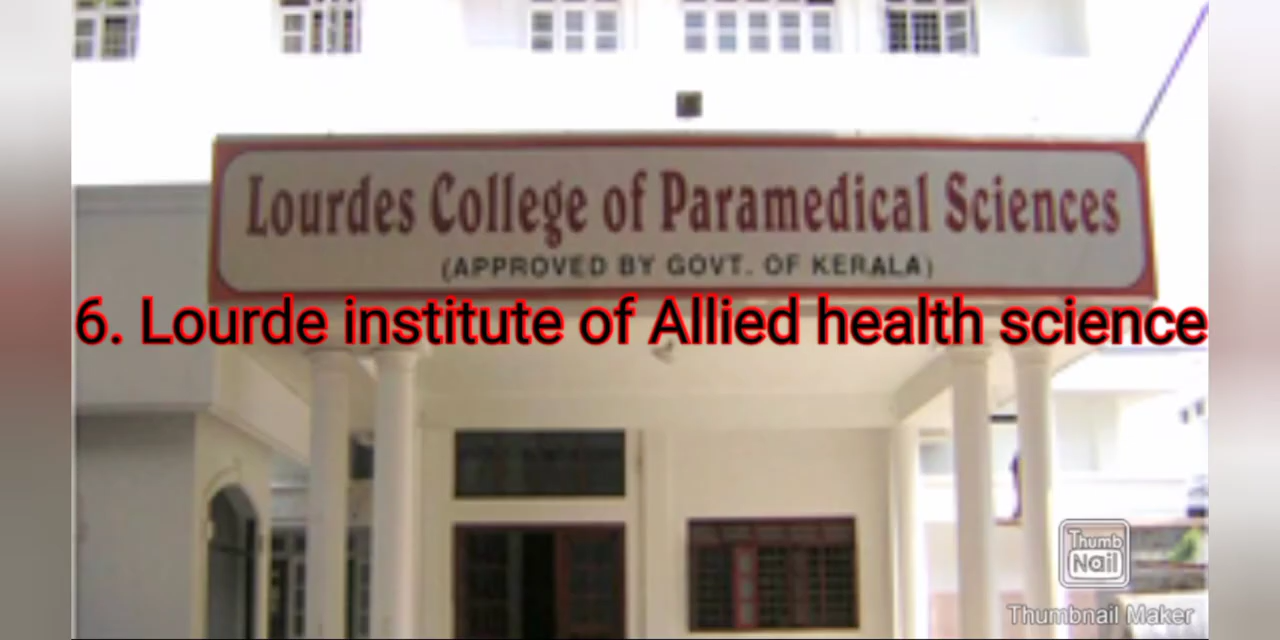 Lourdes College of Paramedical Sciences
(APPROVED BY GOVT. OF KERALA)
6. Lourde institute of Allied health science
Thumb
Nail
Thumbnail Maker